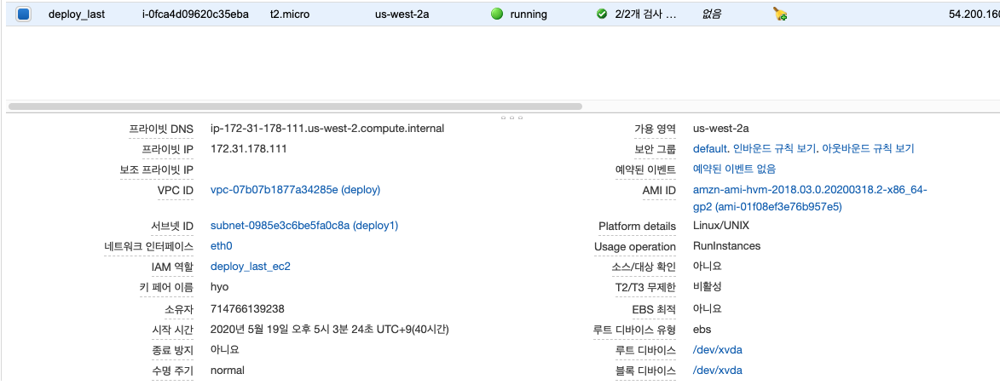 deploy_last i-0fca4d09620c35eba t2.micro us-west-2a running 2/2개 검사 ... 없음 54.200.160
프라이빗 DNS ip-172-31-178-111.us-west-2.compute.internal 가용 영역 us-west-2a
프라이빗 IP 172.31.178.111 보안 그룹 default. 인바운드 규칙 보기. 아웃바운드 규칙 보기
보조 프라이빗 IP 예약된 이벤트 예약된 이벤트 없음
VPC ID vpc-07b07b1877a34285e (deploy) AMI ID amzn-ami-hvm-2018.03.0.20200318.2-x86_64-
gp2 (ami-01f08ef3e76b957e5)
서브넷 ID subnet-0985e3c6be5fa0c8a (deploy1) Platform details Linux/UNIX
네트워크 인터페이스 eth0 Usage operation RunInstances
IAM 역할 deploy_last_ec2 소스/대상 확인 아니요
키 페어 이름 hyo T2/T3 무제한 비활성
소유자 714766139238 EBS 최적 아니요
시작 시간 2020년 5월 19일 오후 5시 3분 24초 UTC+9(40시간) 루트 디바이스 유형 ebs
종료 방지 아니요 루트 디바이스 /dev/xvda
수명 주기 normal 블록 디바이스 /dev/xvda